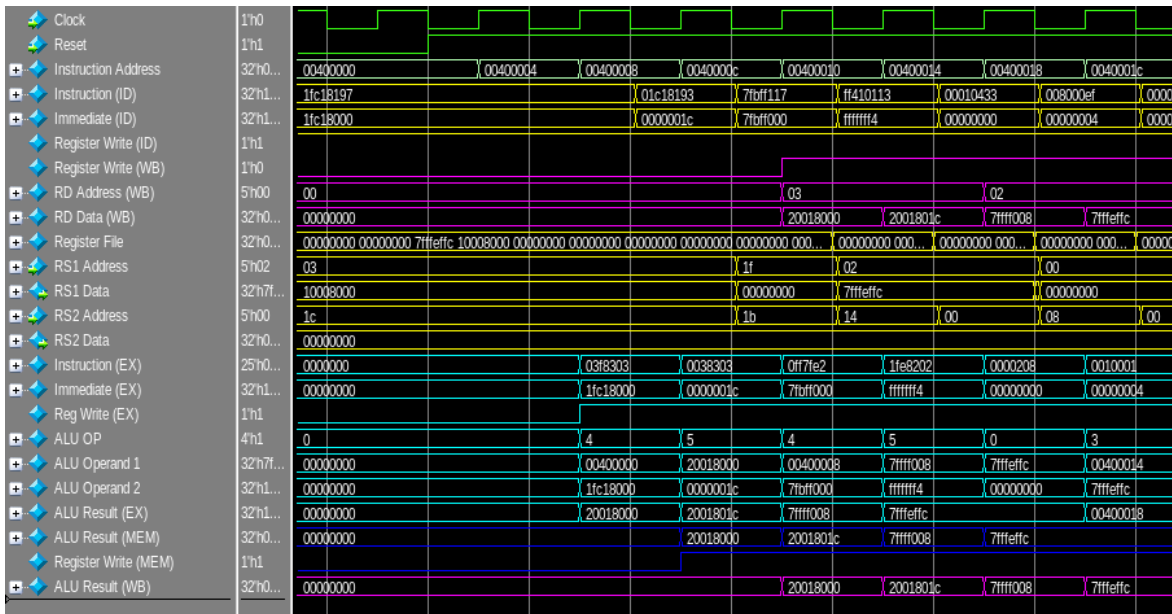 Clock 1'h0
Reset 1'h1
Instruction Address 32'h0... 00400000 00400004 00400008 0040000c 00400010 00400014 00400018 0040001c
Instruction (ID) 32'h1... 1fc18197 01c18193 7fbff117 ff410113 00010433 008000ef 0000
Immediate (ID) 32'h1... 1fc18000 0000001c 7fbff000 fffffff4 00000000 00000004 0000
Register Write (ID) 1'h1
Register Write (WB) 1'h0
RD Address (WB) 5'h00 00 03 02
RD Data (WB) 32'h0... 00000000 20018000 2001801c 7ffff008 7fffeffc
Register File 32'h0... 00000000 00000000 7fffeffc 10008000 00000000 00000000 00000000 00000000 00000000 000... 00000000 000... 00000000 000... 00000000 000... 00000
RS1 Address 5'h02 03 1f 02 00
RS1 Data 32'h7f... 10008000 00000000 7fffeffc 00000000
RS2 Address 5'h00 1c 1b 14 00 08 00
RS2 Data 32'h0... 00000000
Instruction (EX) 25'h0... 0000000 03f8303 0038303 0ff7fe2 1fe8202 0000208 0010001
Immediate (EX) 32'h1... 00000000 1fc18000 0000001c 7fbff000 fffffff4 00000000 00000004
Reg Write (EX) 1'h1
ALU OP 4'h1 0 4 5 4 5 0 3
ALU Operand 1 32'h7f... 00000000 00400000 20018000 00400008 7ffff008 7fffeffc 00400014
ALU Operand 2 32'h1... 00000000 1fc18000 0000001c 7fbff000 fffffff4 00000000 7fffeffc
ALU Result (EX) 32'h1... 00000000 20018000 2001801c 7ffff008 7fffeffc 00400018
ALU Result (MEM) 32'h0... 00000000 20018000 2001801c 7ffff008 7fffeffc
Register Write (MEM) 1'h1
ALU Result (WB) 32'h0... 00000000 20018000 2001801c 7ffff008 7fffeffc